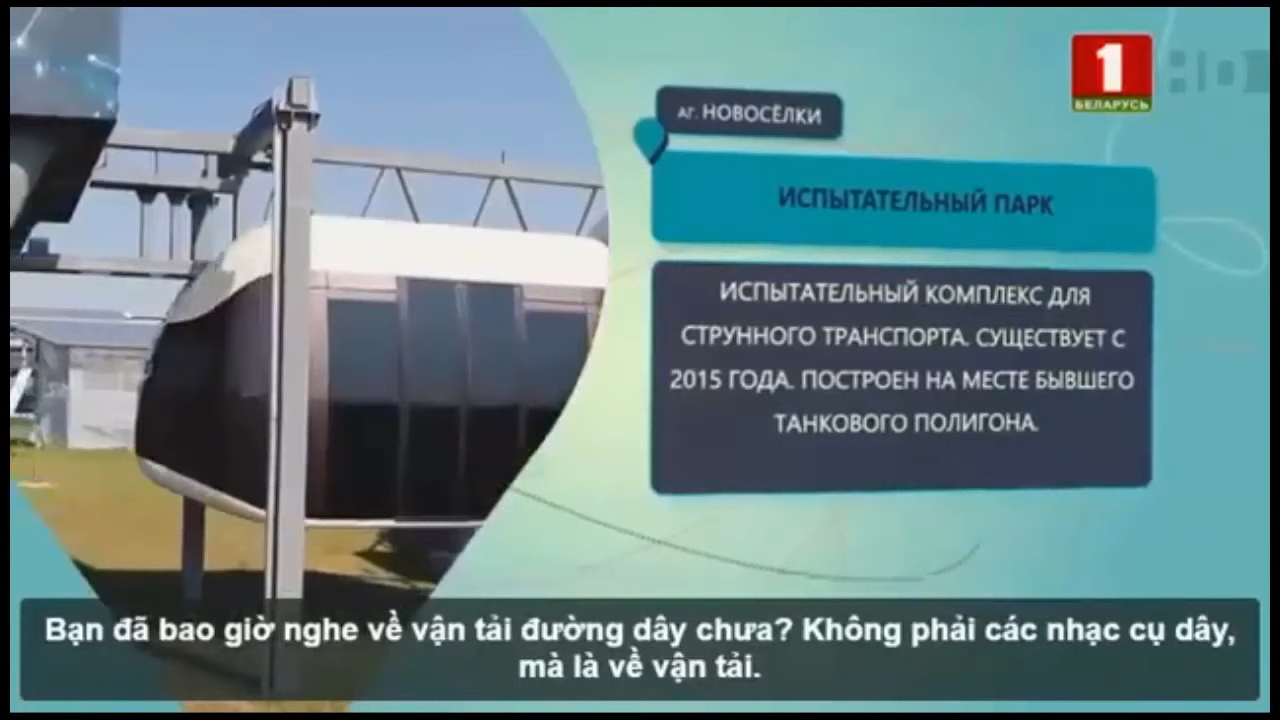 1
БЕЛАРУСЬ
HD
АГ. НОВОСЁЛКИ
ИСПЫТАТЕЛЬНЫЙ ПАРК
ИСПЫТАТЕЛЬНЫЙ КОМПЛЕКС ДЛЯ
СТРУННОГО ТРАНСПОРТА. СУЩЕСТВУЕТ С
2015 ГОДА. ПОСТРОЕН НА МЕСТЕ БЫВШЕГО
ТАНКОВОГО ПОЛИГОНА.
Bạn đã bao giờ nghe về vận tải đường dây chưa? Không phải các nhạc cụ dây,
mà là về vận tải.